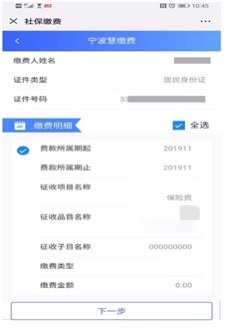 10:45
社保缴费
宁波慧缴费
缴费人姓名
证件类型 居民身份证
证件号码 33
缴费明细 全选
费款所属期起 201911
费款所属期止 201911
征收项目名称
保险费
征收品目名称
征收子目名称 000000000
缴费类型
缴费金额 0.00
下一步